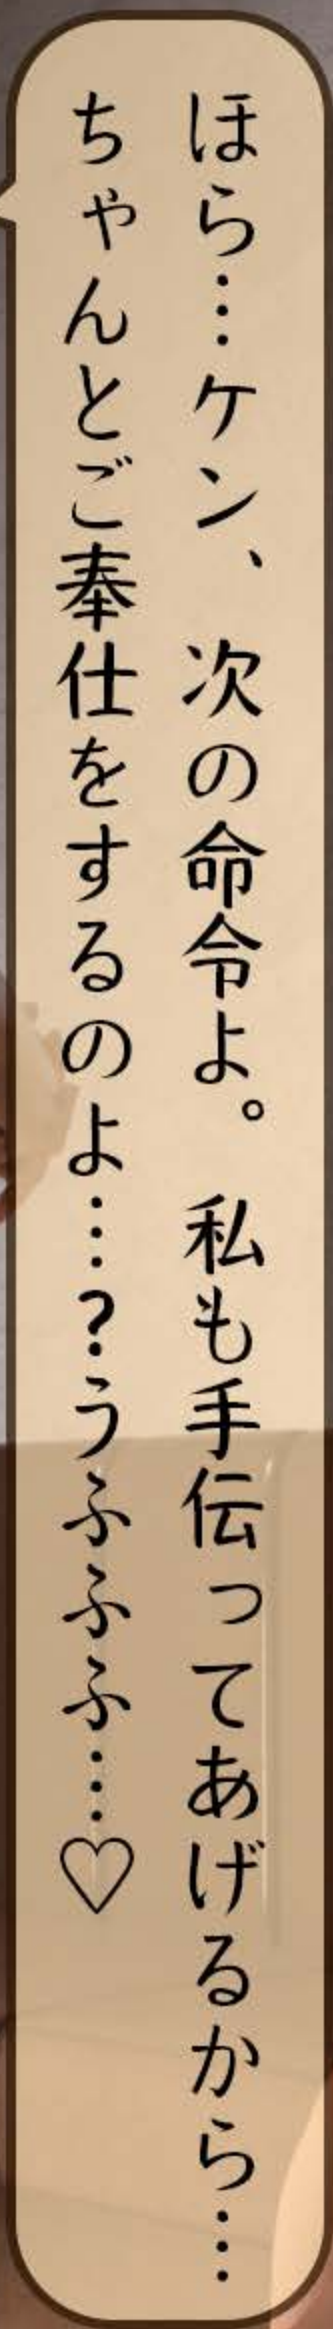 ほら…ケン、次の命令よ。私も手伝ってあげるから…
ちゃんとご奉仕をするのよ…?うふふふ…♡